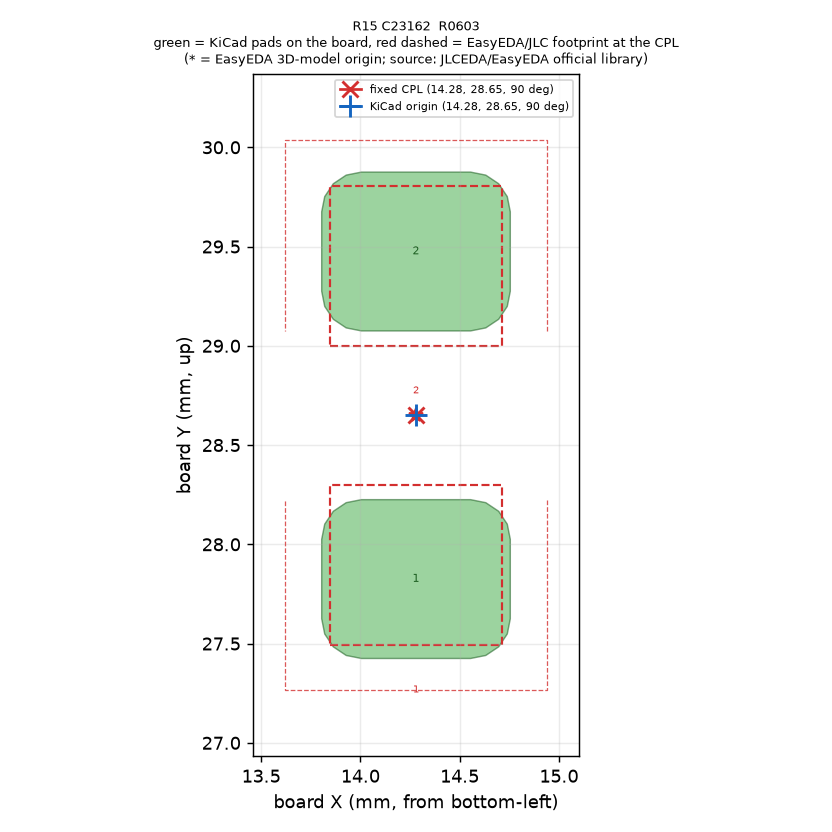 R15 C23162  R0603
green = KiCad pads on the board, red dashed = EasyEDA/JLC footprint at the CPL
(* = EasyEDA 3D-model origin; source: JLCEDA/EasyEDA official library)
fixed CPL (14.28, 28.65, 90 deg)
KiCad origin (14.28, 28.65, 90 deg)
30.0
29.5
29.0
28.5
28.0
27.5
27.0
board Y (mm, up)
2
2
1
1
13.5 14.0 14.5 15.0
board X (mm, from bottom-left)